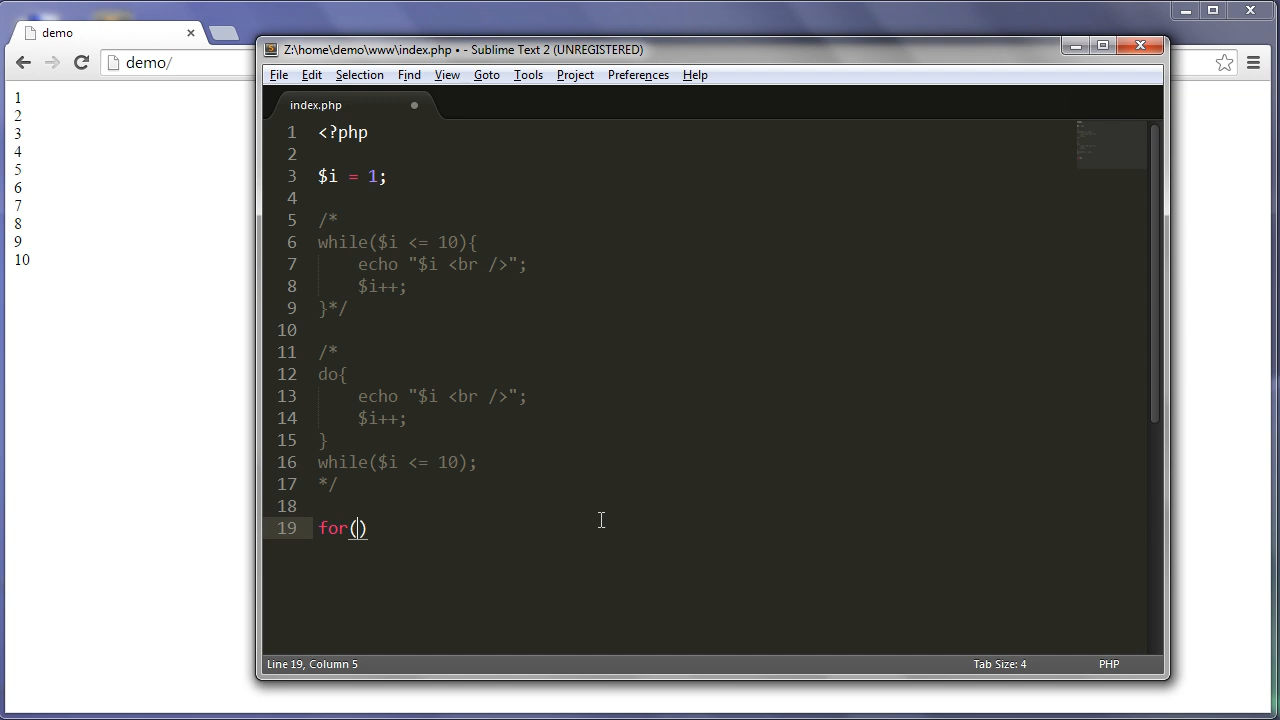 demo
demo/
1
2
3
4
5
6
7
8
9
10
Z:\home\demo\www\index.php • - Sublime Text 2 (UNREGISTERED)
File Edit Selection Find View Goto Tools Project Preferences Help
index.php
1 <?php
2
3 $i = 1;
4
5 /*
6 while($i <= 10){
7 echo "$i <br />";
8 $i++;
9 }*/
10
11 /*
12 do{
13 echo "$i <br />";
14 $i++;
15 }
16 while($i <= 10);
17 */
18
19 for()
Line 19, Column 5 Tab Size: 4 PHP